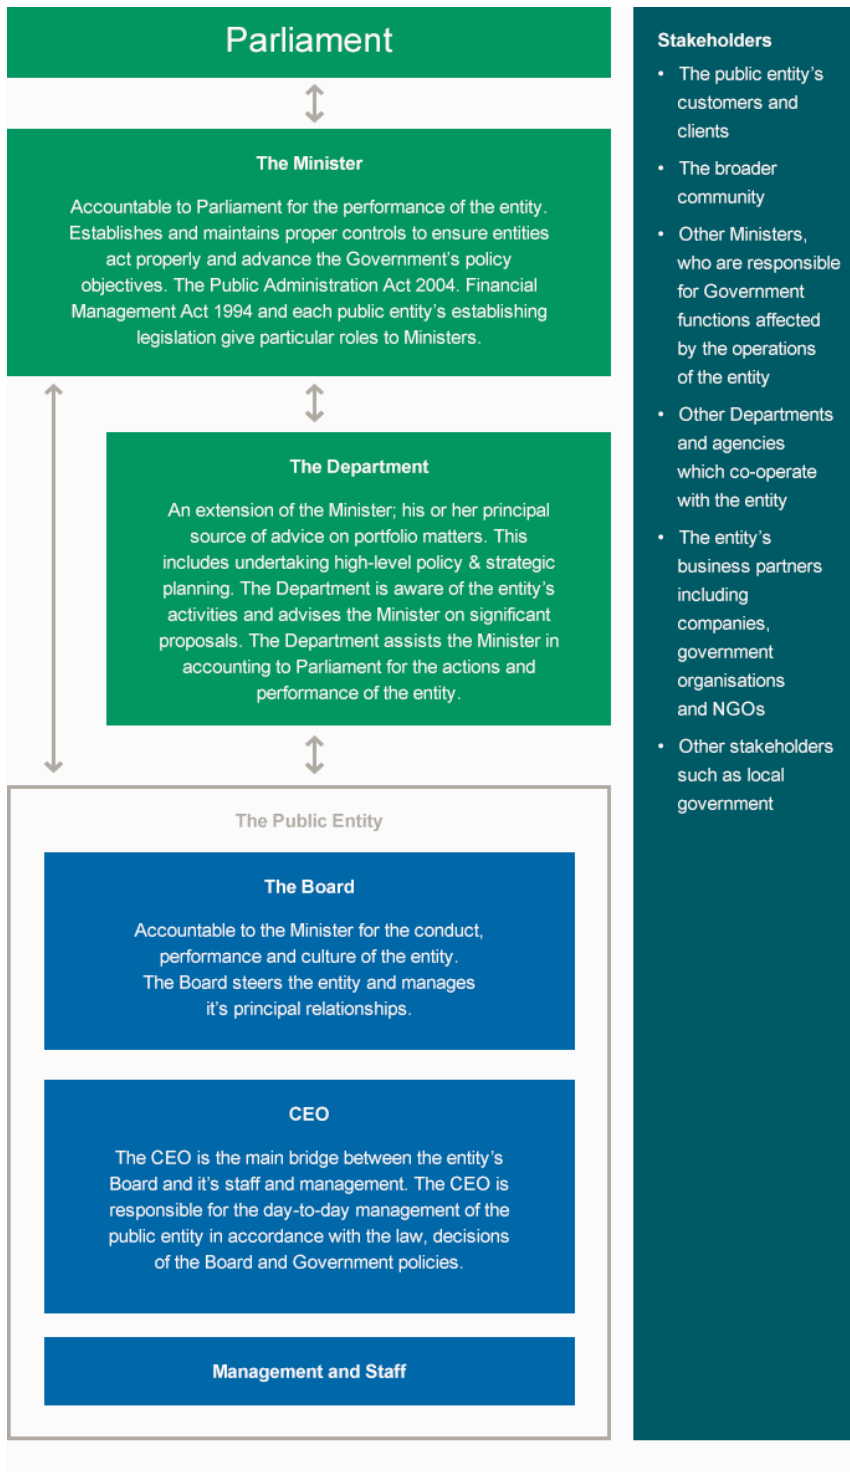 Parliament
The Minister
Accountable to Parliament for the performance of the entity.
Establishes and maintains proper controls to ensure entities
act properly and advance the Government's policy
objectives. The Public Administration Act 2004. Financial
Management Act 1994 and each public entity's establishing
legislation give particular roles to Ministers.
The Department
An extension of the Minister; his or her principal
source of advice on portfolio matters. This
includes undertaking high-level policy & strategic
planning. The Department is aware of the entity's
activities and advises the Minister on significant
proposals. The Department assists the Minister in
accounting to Parliament for the actions and
performance of the entity.
The Public Entity
The Board
Accountable to the Minister for the conduct,
performance and culture of the entity.
The Board steers the entity and manages
it's principal relationships.
CEO
The CEO is the main bridge between the entity's
Board and it's staff and management. The CEO is
responsible for the day-to-day management of the
public entity in accordance with the law, decisions
of the Board and Government policies.
Management and Staff
Stakeholders
• The public entity's
customers and
clients
• The broader
community
• Other Ministers,
who are responsible
for Government
functions affected
by the operations
of the entity
• Other Departments
and agencies
which co-operate
with the entity
• The entity's
business partners
including
companies,
government
organisations
and NGOs
• Other stakeholders
such as local
government